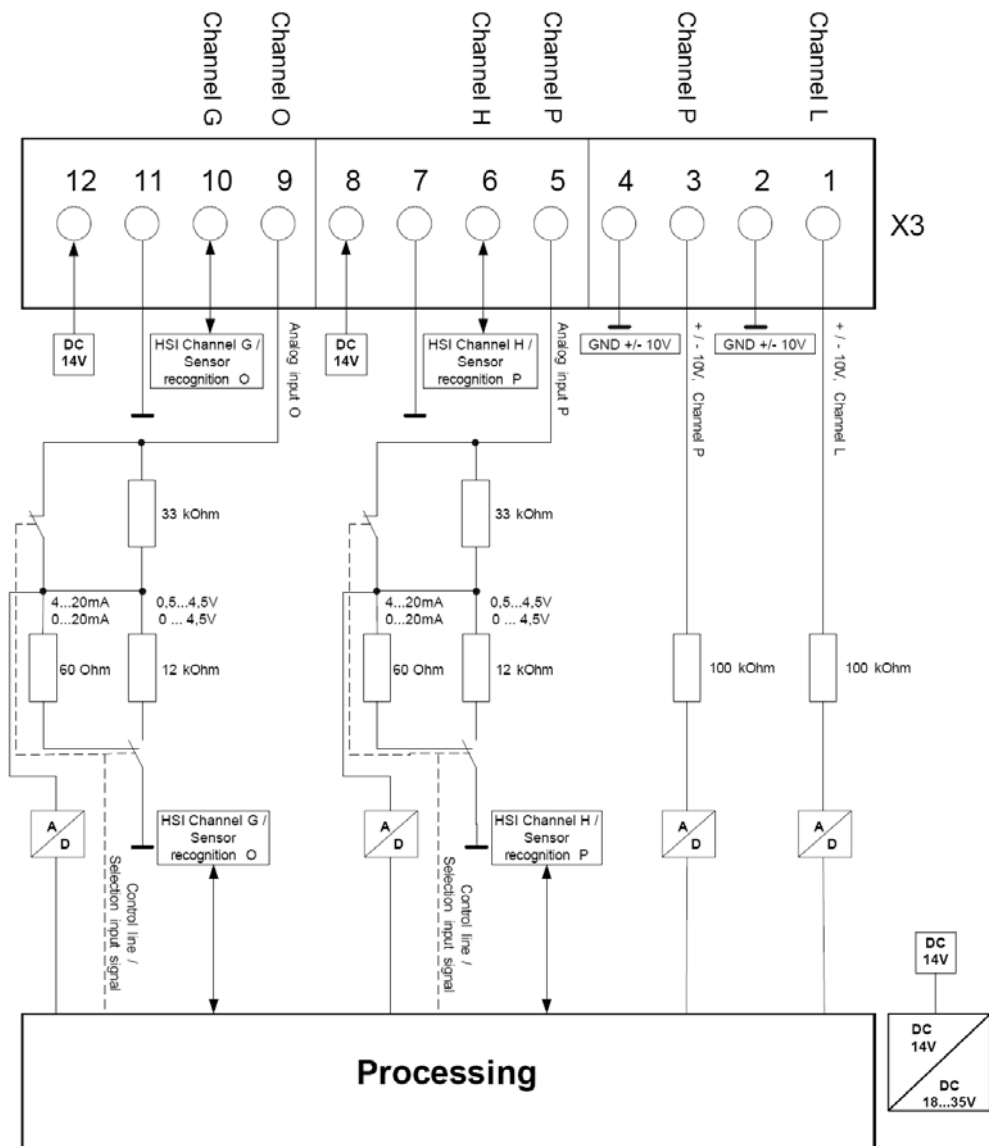 Channel G
Channel O
Channel H
Channel P
Channel P
Channel L
12
11
10
9
8
7
6
5
4
3
2
1
X3
DC
14V
HSI Channel G /
Sensor
recognition O
Analog input O
DC
14V
HSI Channel H /
Sensor
recognition P
Analog input P
GND +/- 10V
+ / - 10V, Channel P
GND +/- 10V
+ / - 10V, Channel L
33 kOhm
33 kOhm
4...20mA
0...20mA
0,5...4,5V
0 ... 4,5V
4...20mA
0...20mA
0,5...4,5V
0 ... 4,5V
60 Ohm
12 kOhm
60 Ohm
12 kOhm
100 kOhm
100 kOhm
A
D
HSI Channel G /
Sensor
recognition O
A
D
HSI Channel H /
Sensor
recognition P
A
D
A
D
Control line /
Selection input signal
Control line /
Selection input signal
DC
14V
DC
14V
DC
18...35V
Processing